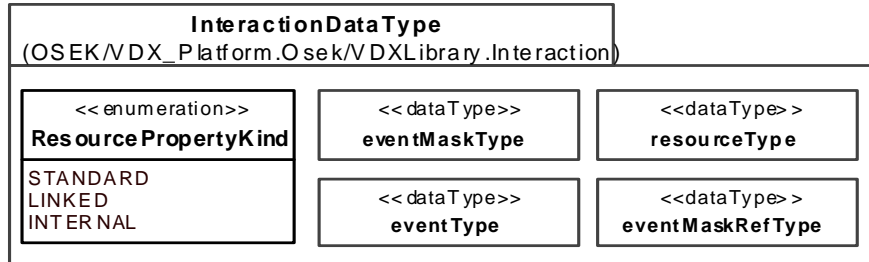 InteractionDataType
(OSEK/VDX_Platform.Osek/VDXLibrary.Interaction)
<<enumeration>>
ResourcePropertyKind
STANDARD
LINKED
INTERNAL
<<dataType>>
eventMaskType
<<dataType>>
resourceType
<<dataType>>
eventType
<<dataType>>
eventMaskRefType